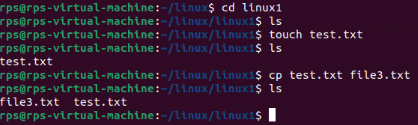 rps@rps-virtual-machine:~/linux$ cd linux1
rps@rps-virtual-machine:~/linux/linux1$ ls
rps@rps-virtual-machine:~/linux/linux1$ touch test.txt
rps@rps-virtual-machine:~/linux/linux1$ ls
test.txt
rps@rps-virtual-machine:~/linux/linux1$ cp test.txt file3.txt
rps@rps-virtual-machine:~/linux/linux1$ ls
file3.txt  test.txt
rps@rps-virtual-machine:~/linux/linux1$